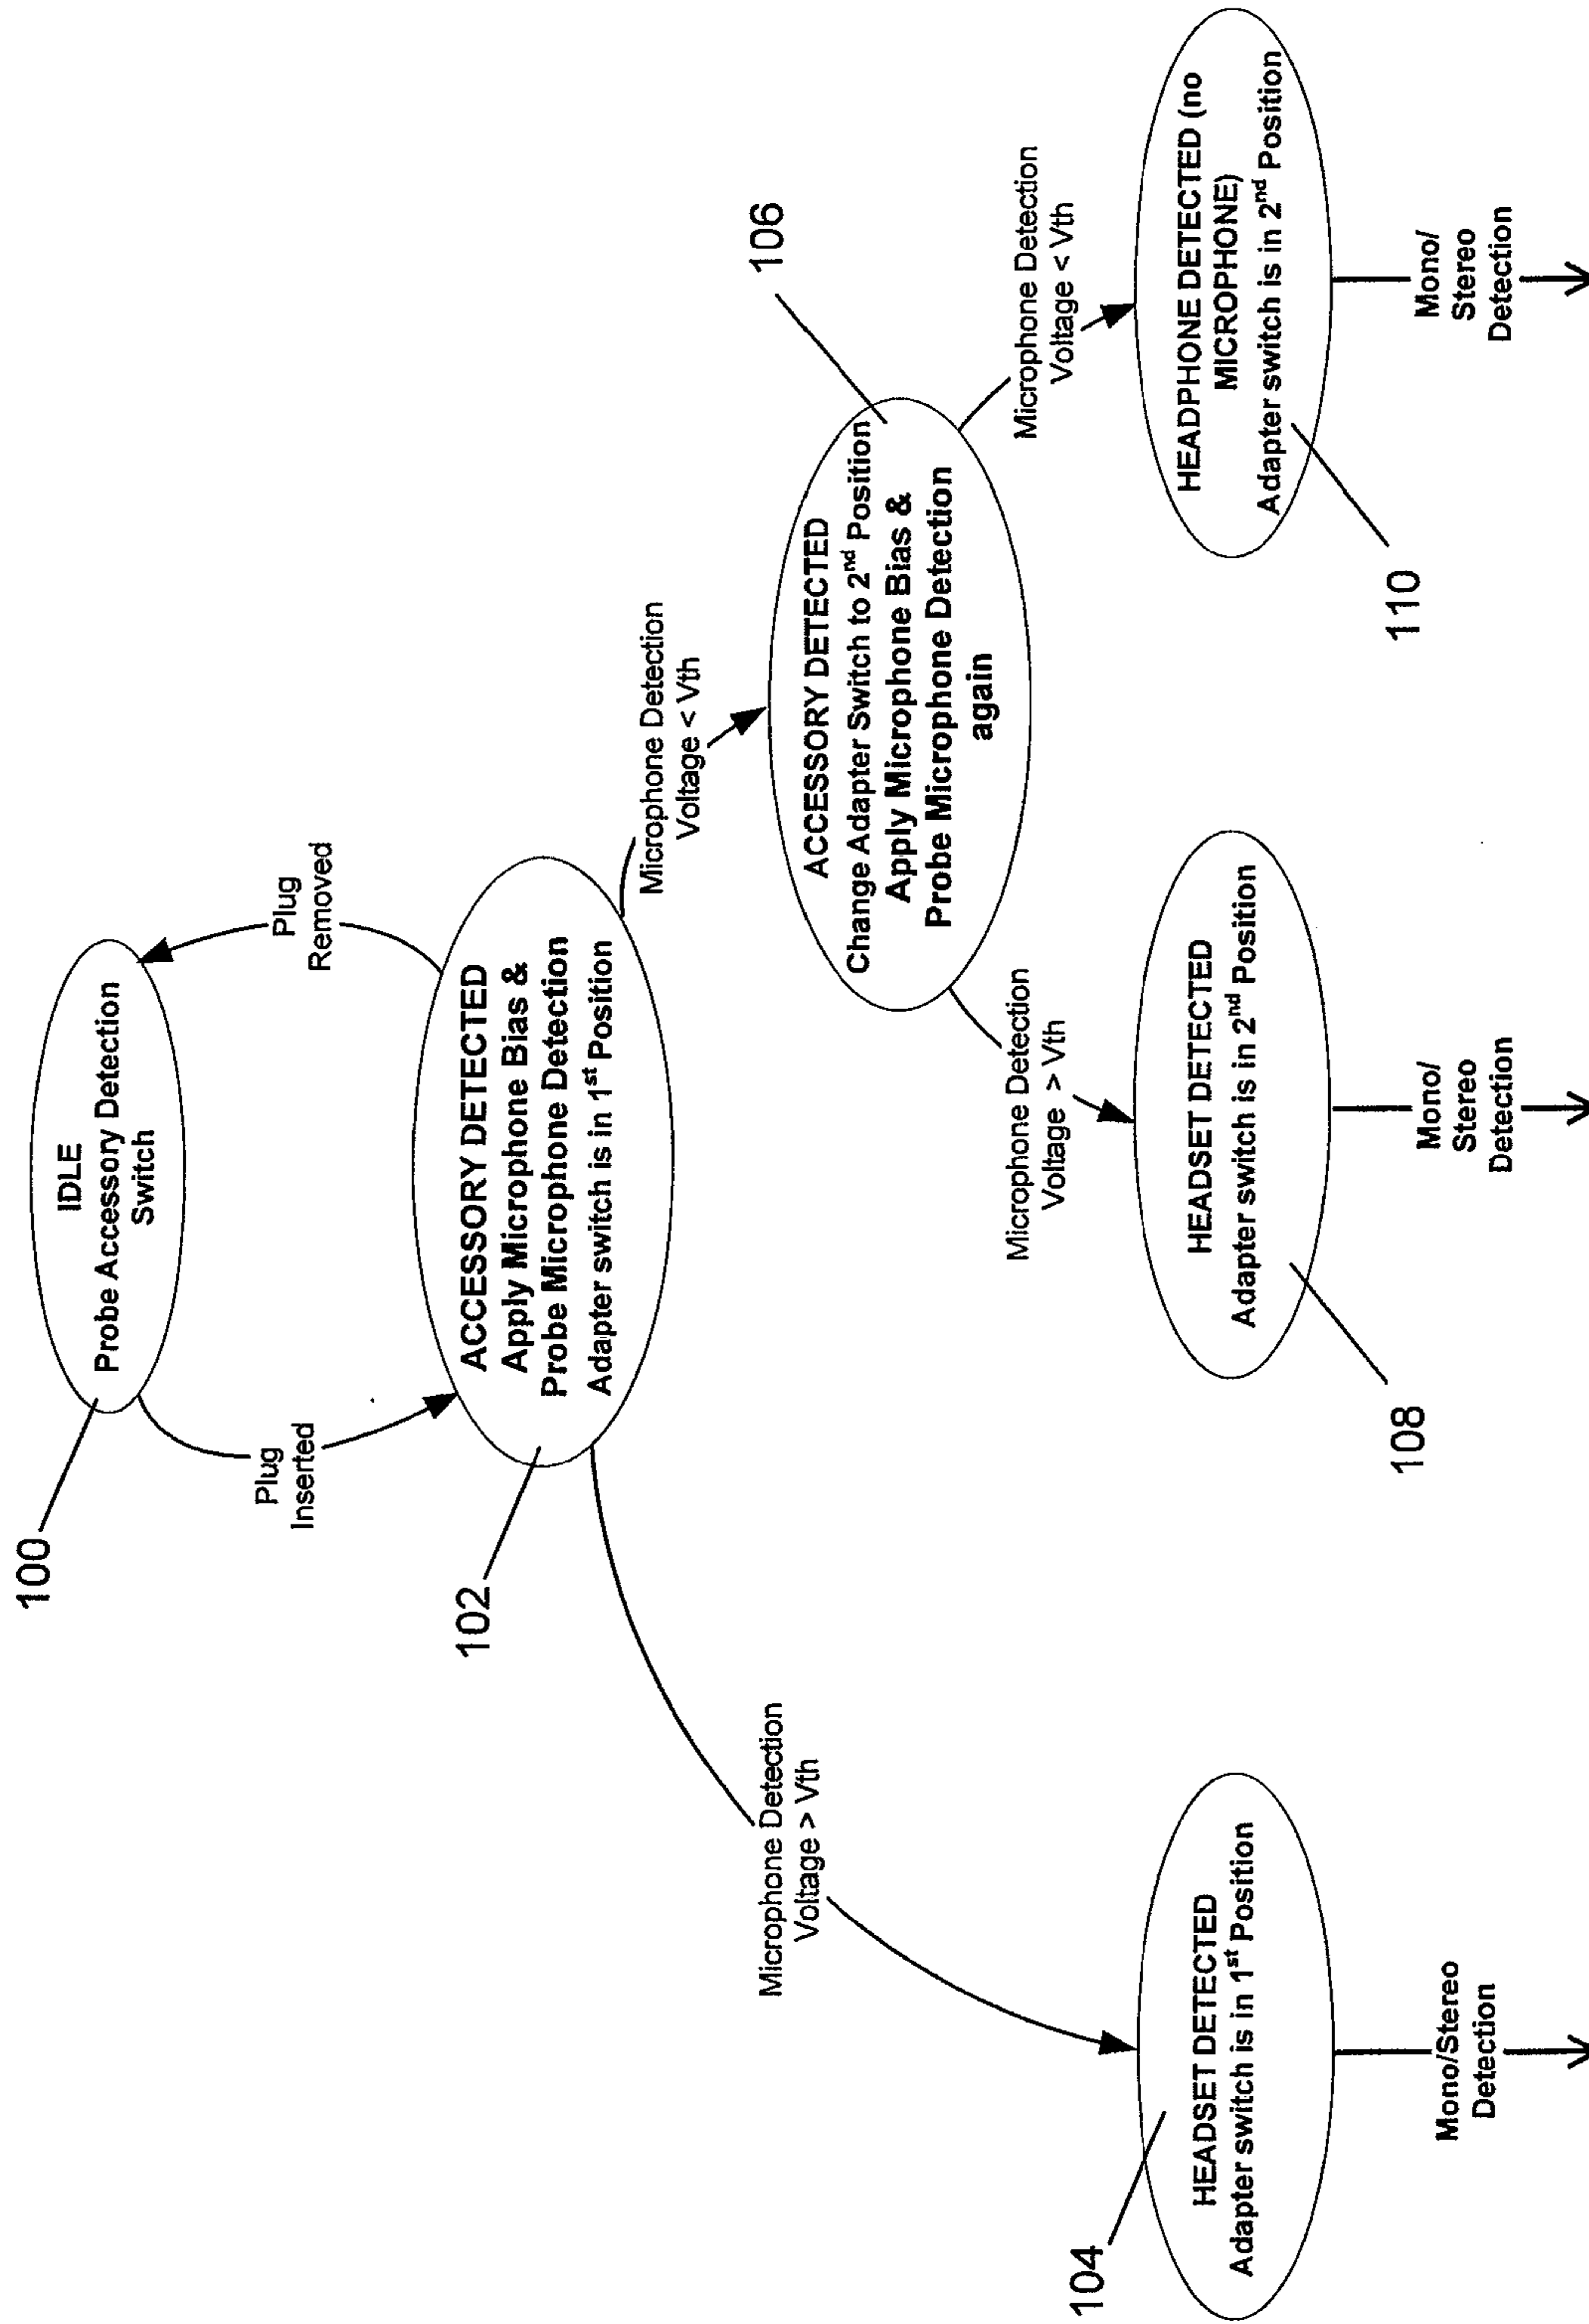 100
IDLE
Probe Accessory Detection
Switch
Plug
Inserted
Plug
Removed
102
ACCESSORY DETECTED
Apply Microphone Bias &
Probe Microphone Detection
Adapter switch is in 1st Position
Microphone Detection
Voltage < Vth
Microphone Detection
Voltage > Vth
106
ACCESSORY DETECTED
Change Adapter Switch to 2nd Position
Apply Microphone Bias &
Probe Microphone Detection
again
Microphone Detection
Voltage > Vth
Microphone Detection
Voltage < Vth
104
HEADSET DETECTED
Adapter switch is in 1st Position
108
HEADSET DETECTED
Adapter switch is in 2nd Position
110
HEADPHONE DETECTED (no
MICROPHONE)
Adapter switch is in 2nd Position
Mono/Stereo
Detection
Mono/
Stereo
Detection
Mono/
Stereo
Detection